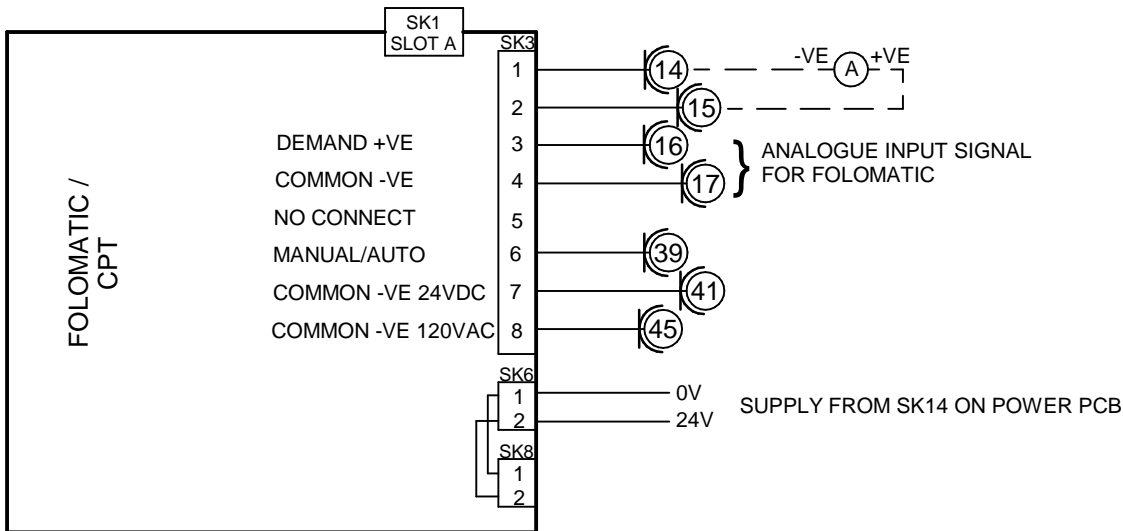 SK1
SLOT A
SK3
1 14 -VE A +VE
2 15
DEMAND +VE 3 16
COMMON -VE 4 17
} ANALOGUE INPUT SIGNAL
FOR FOLOMATIC
NO CONNECT 5
MANUAL/AUTO 6 39
COMMON -VE 24VDC 7 41
COMMON -VE 120VAC 8 45
FOLOMATIC /
CPT
SK6
1 0V
2 24V
SUPPLY FROM SK14 ON POWER PCB
SK8
1
2